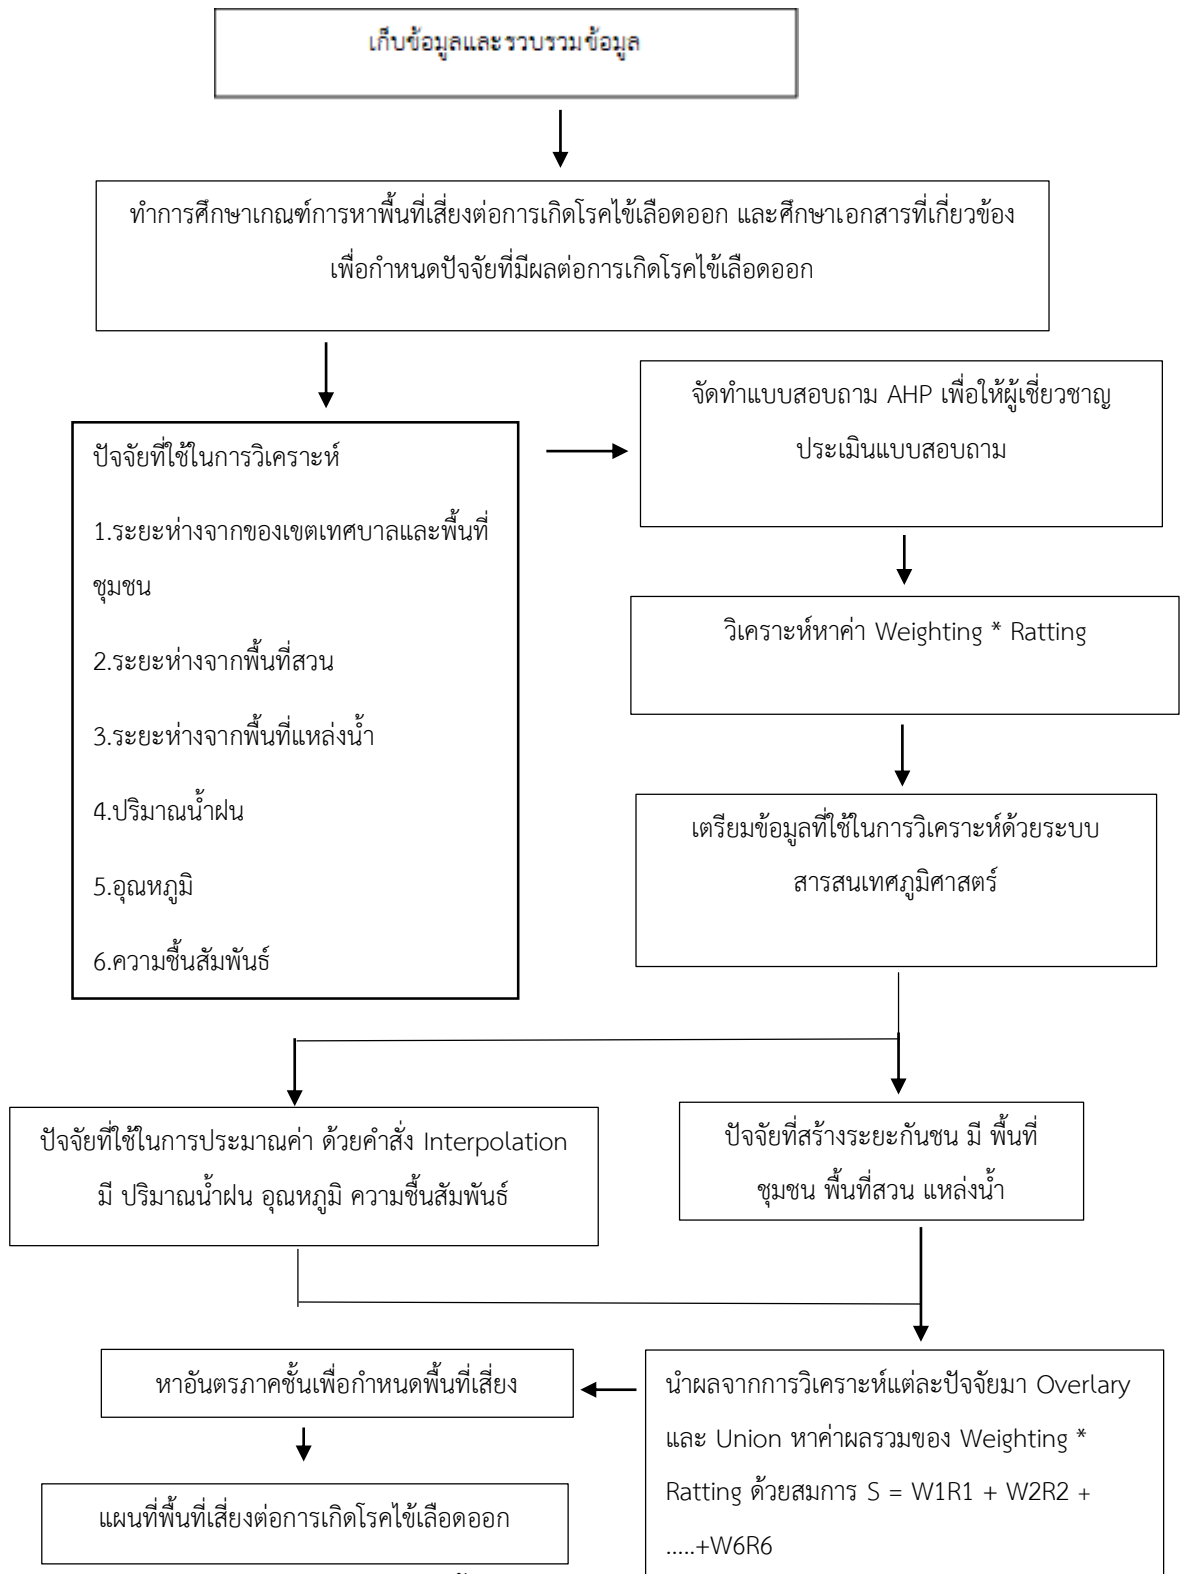 เก็บข้อมูลและรวบรวมข้อมูล
ทำการศึกษาเกณฑ์การหาพื้นที่เสี่ยงต่อการเกิดโรคไข้เลือดออก และศึกษาเอกสารที่เกี่ยวข้อง
เพื่อกำหนดปัจจัยที่มีผลต่อการเกิดโรคไข้เลือดออก
ปัจจัยที่ใช้ในการวิเคราะห์
1.ระยะห่างจากของเขตเทศบาลและพื้นที่
ชุมชน
2.ระยะห่างจากพื้นที่สวน
3.ระยะห่างจากพื้นที่แหล่งน้ำ
4.ปริมาณน้ำฝน
5.อุณหภูมิ
6.ความชื้นสัมพันธ์
จัดทำแบบสอบถาม AHP เพื่อให้ผู้เชี่ยวชาญ
ประเมินแบบสอบถาม
วิเคราะห์หาค่า Weighting * Ratting
เตรียมข้อมูลที่ใช้ในการวิเคราะห์ด้วยระบบ
สารสนเทศภูมิศาสตร์
ปัจจัยที่ใช้ในการประมาณค่า ด้วยคำสั่ง Interpolation
มี ปริมาณน้ำฝน อุณหภูมิ ความชื้นสัมพันธ์
ปัจจัยที่สร้างระยะกันชน มี พื้นที่
ชุมชน พื้นที่สวน แหล่งน้ำ
นำผลจากการวิเคราะห์แต่ละปัจจัยมา Overlary
และ Union หาค่าผลรวมของ Weighting *
Ratting ด้วยสมการ S = W1R1 + W2R2 +
.....+W6R6
หาอันตรภาคชั้นเพื่อกำหนดพื้นที่เสี่ยง
แผนที่พื้นที่เสี่ยงต่อการเกิดโรคไข้เลือดออก